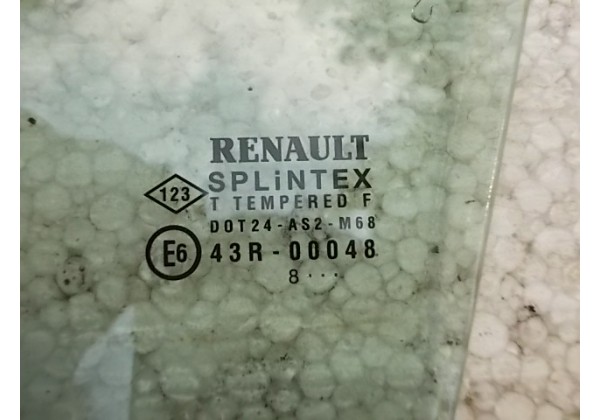 RENAULT
123 SPLiNTEX
T TEMPERED F
DOT24-AS2-M68
E6 43R-00048
8...